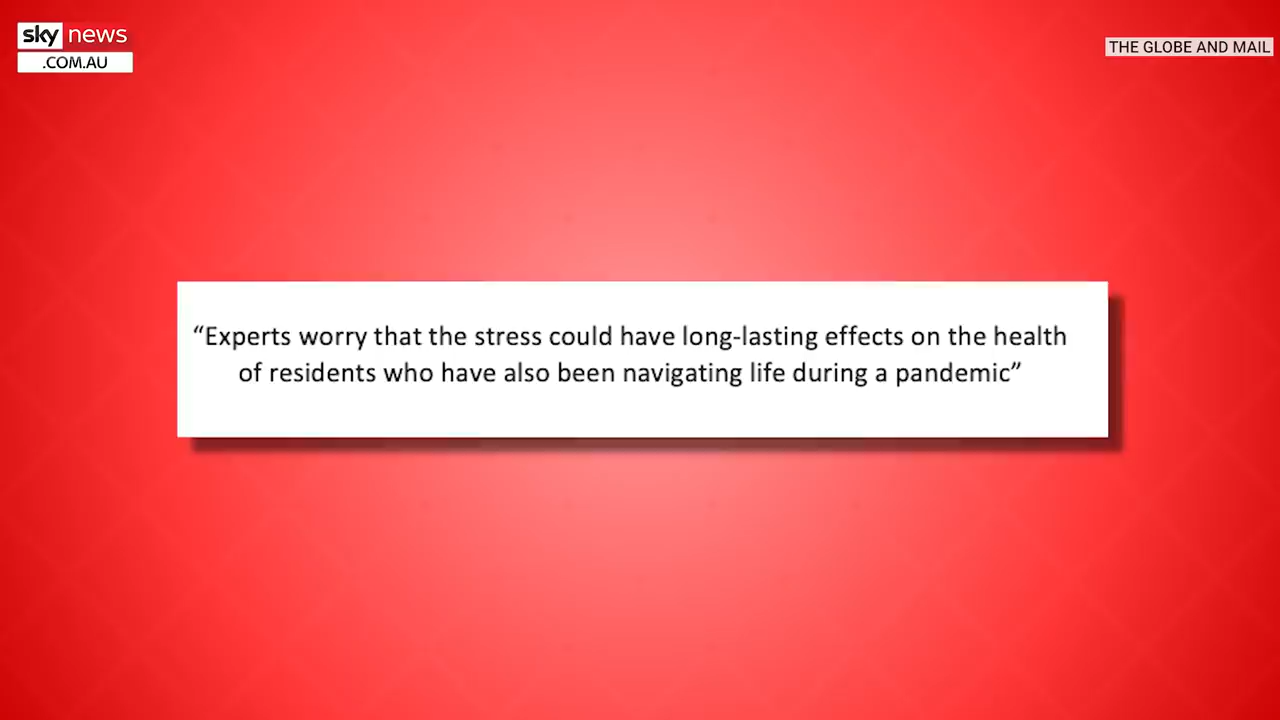 sky news
.COM.AU
THE GLOBE AND MAIL
“Experts worry that the stress could have long-lasting effects on the health
of residents who have also been navigating life during a pandemic”